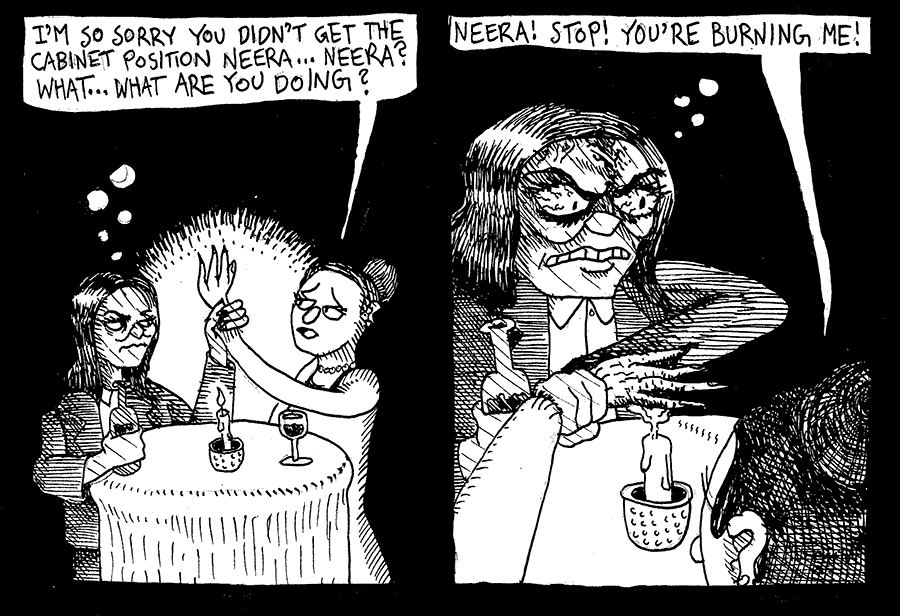 I'M SO SORRY YOU DIDN'T GET THE
CABINET POSITION NEERA... NEERA?
WHAT... WHAT ARE YOU DOING?
NEERA! STOP! YOU'RE BURNING ME!